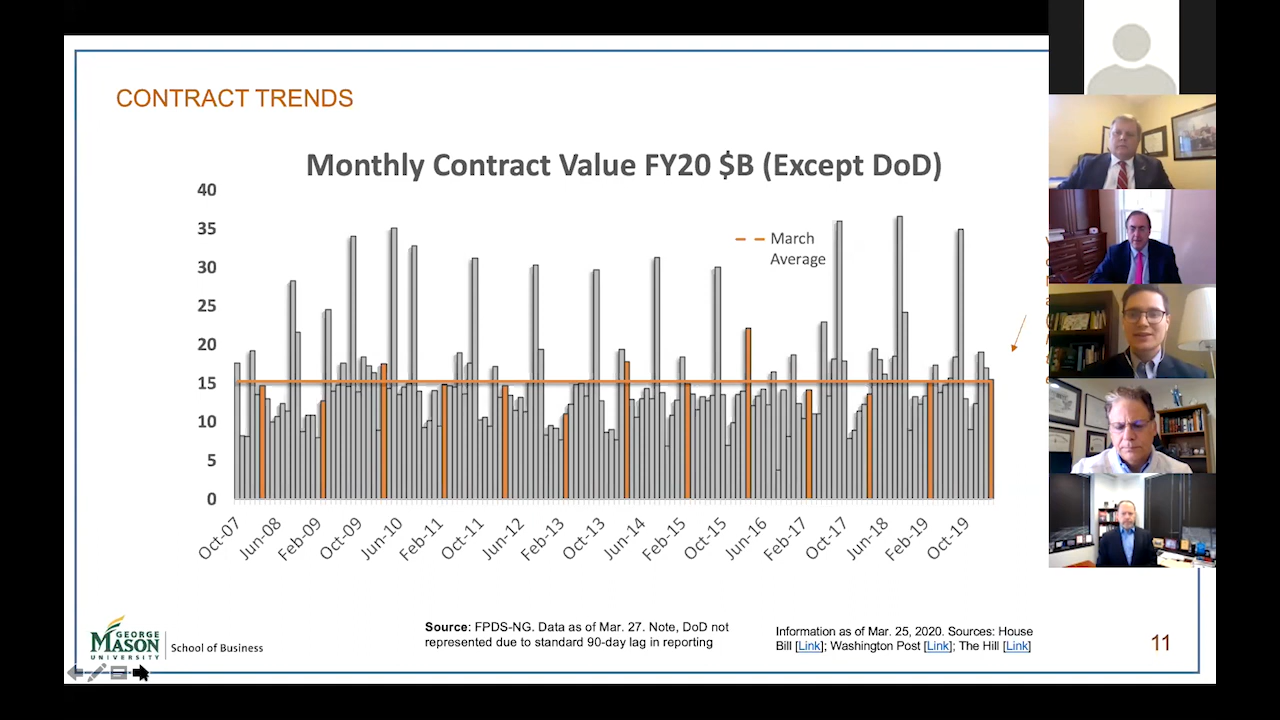 CONTRACT TRENDS
Monthly Contract Value FY20 $B (Except DoD)
40
35
30
25
20
15
10
5
0
March
Average
Oct-07
Jun-08
Feb-09
Oct-09
Jun-10
Feb-11
Oct-11
Jun-12
Feb-13
Oct-13
Jun-14
Feb-15
Oct-15
Jun-16
Feb-17
Oct-17
Jun-18
Feb-19
Oct-19
GEORGE
MASON
UNIVERSITY
School of Business
Source: FPDS-NG. Data as of Mar. 27. Note, DoD not
represented due to standard 90-day lag in reporting
Information as of Mar. 25, 2020. Sources: House
Bill [Link]; Washington Post [Link]; The Hill [Link]
11